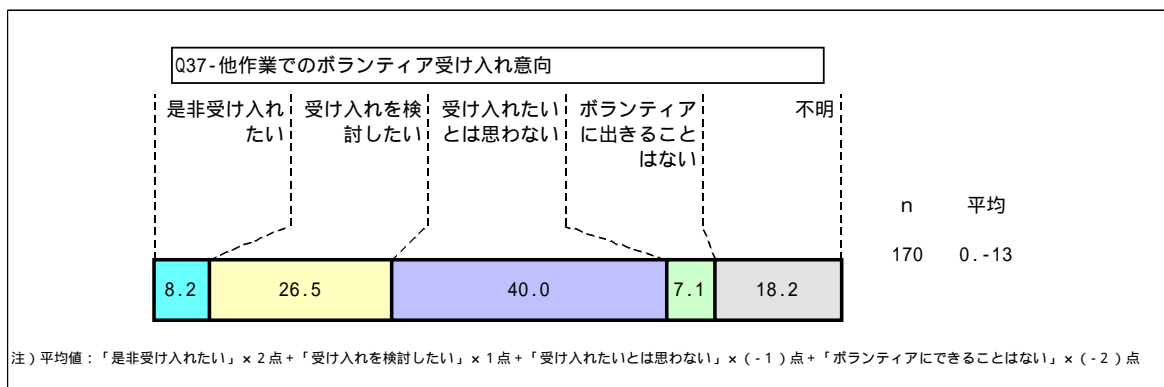 Q37-他作業でのボランティア受け入れ意向
是非受け入れ
たい
受け入れを検
討したい
受け入れたい
とは思わない
ボランティア
に出きること
はない
不明
n 平均
170 0.-13
8.2 26.5 40.0 7.1 18.2
注）平均値：「是非受け入れたい」×２点+「受け入れを検討したい」×１点+「受け入れたいとは思わない」×（-１）点+「ボランティアにできることはない」×（-２）点